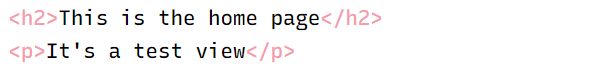 <h2>This is the home page</h2>
<p>It's a test view</p>